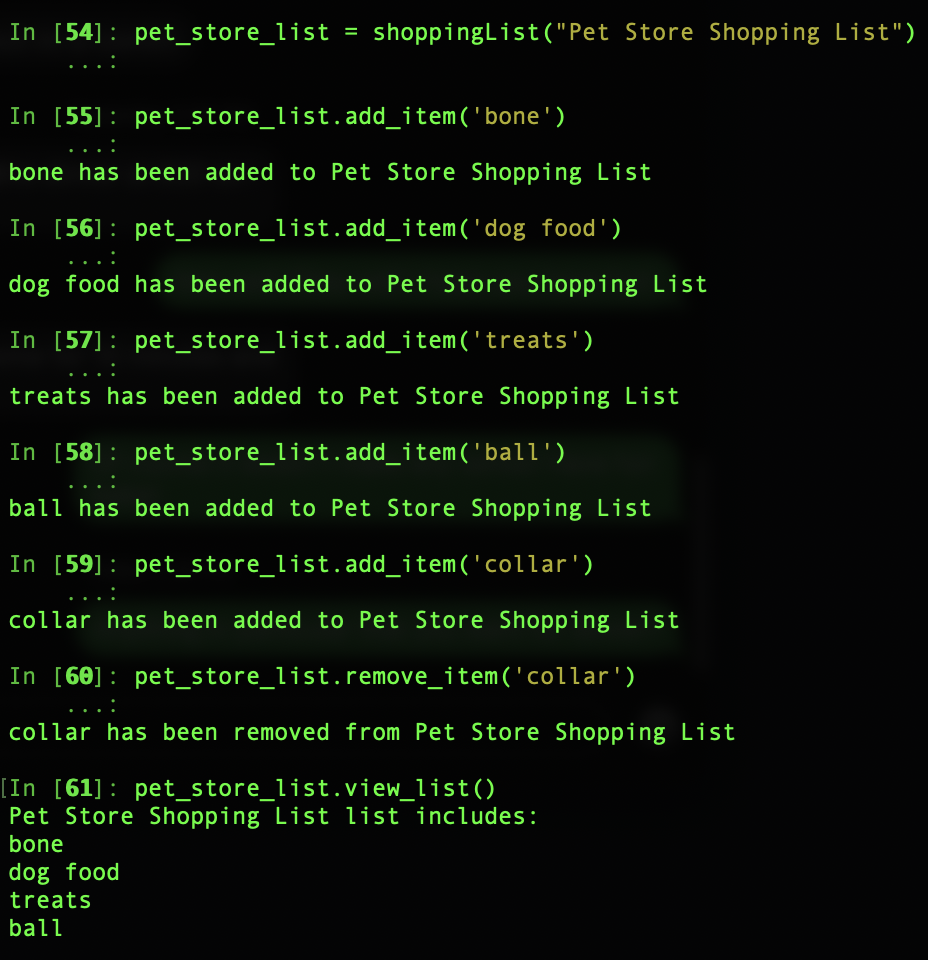 In [54]: pet_store_list = shoppingList("Pet Store Shopping List")
...:
In [55]: pet_store_list.add_item('bone')
...:
bone has been added to Pet Store Shopping List
In [56]: pet_store_list.add_item('dog food')
...:
dog food has been added to Pet Store Shopping List
In [57]: pet_store_list.add_item('treats')
...:
treats has been added to Pet Store Shopping List
In [58]: pet_store_list.add_item('ball')
...:
ball has been added to Pet Store Shopping List
In [59]: pet_store_list.add_item('collar')
...:
collar has been added to Pet Store Shopping List
In [60]: pet_store_list.remove_item('collar')
...:
collar has been removed from Pet Store Shopping List
[In [61]: pet_store_list.view_list()
Pet Store Shopping List list includes:
bone
dog food
treats
ball